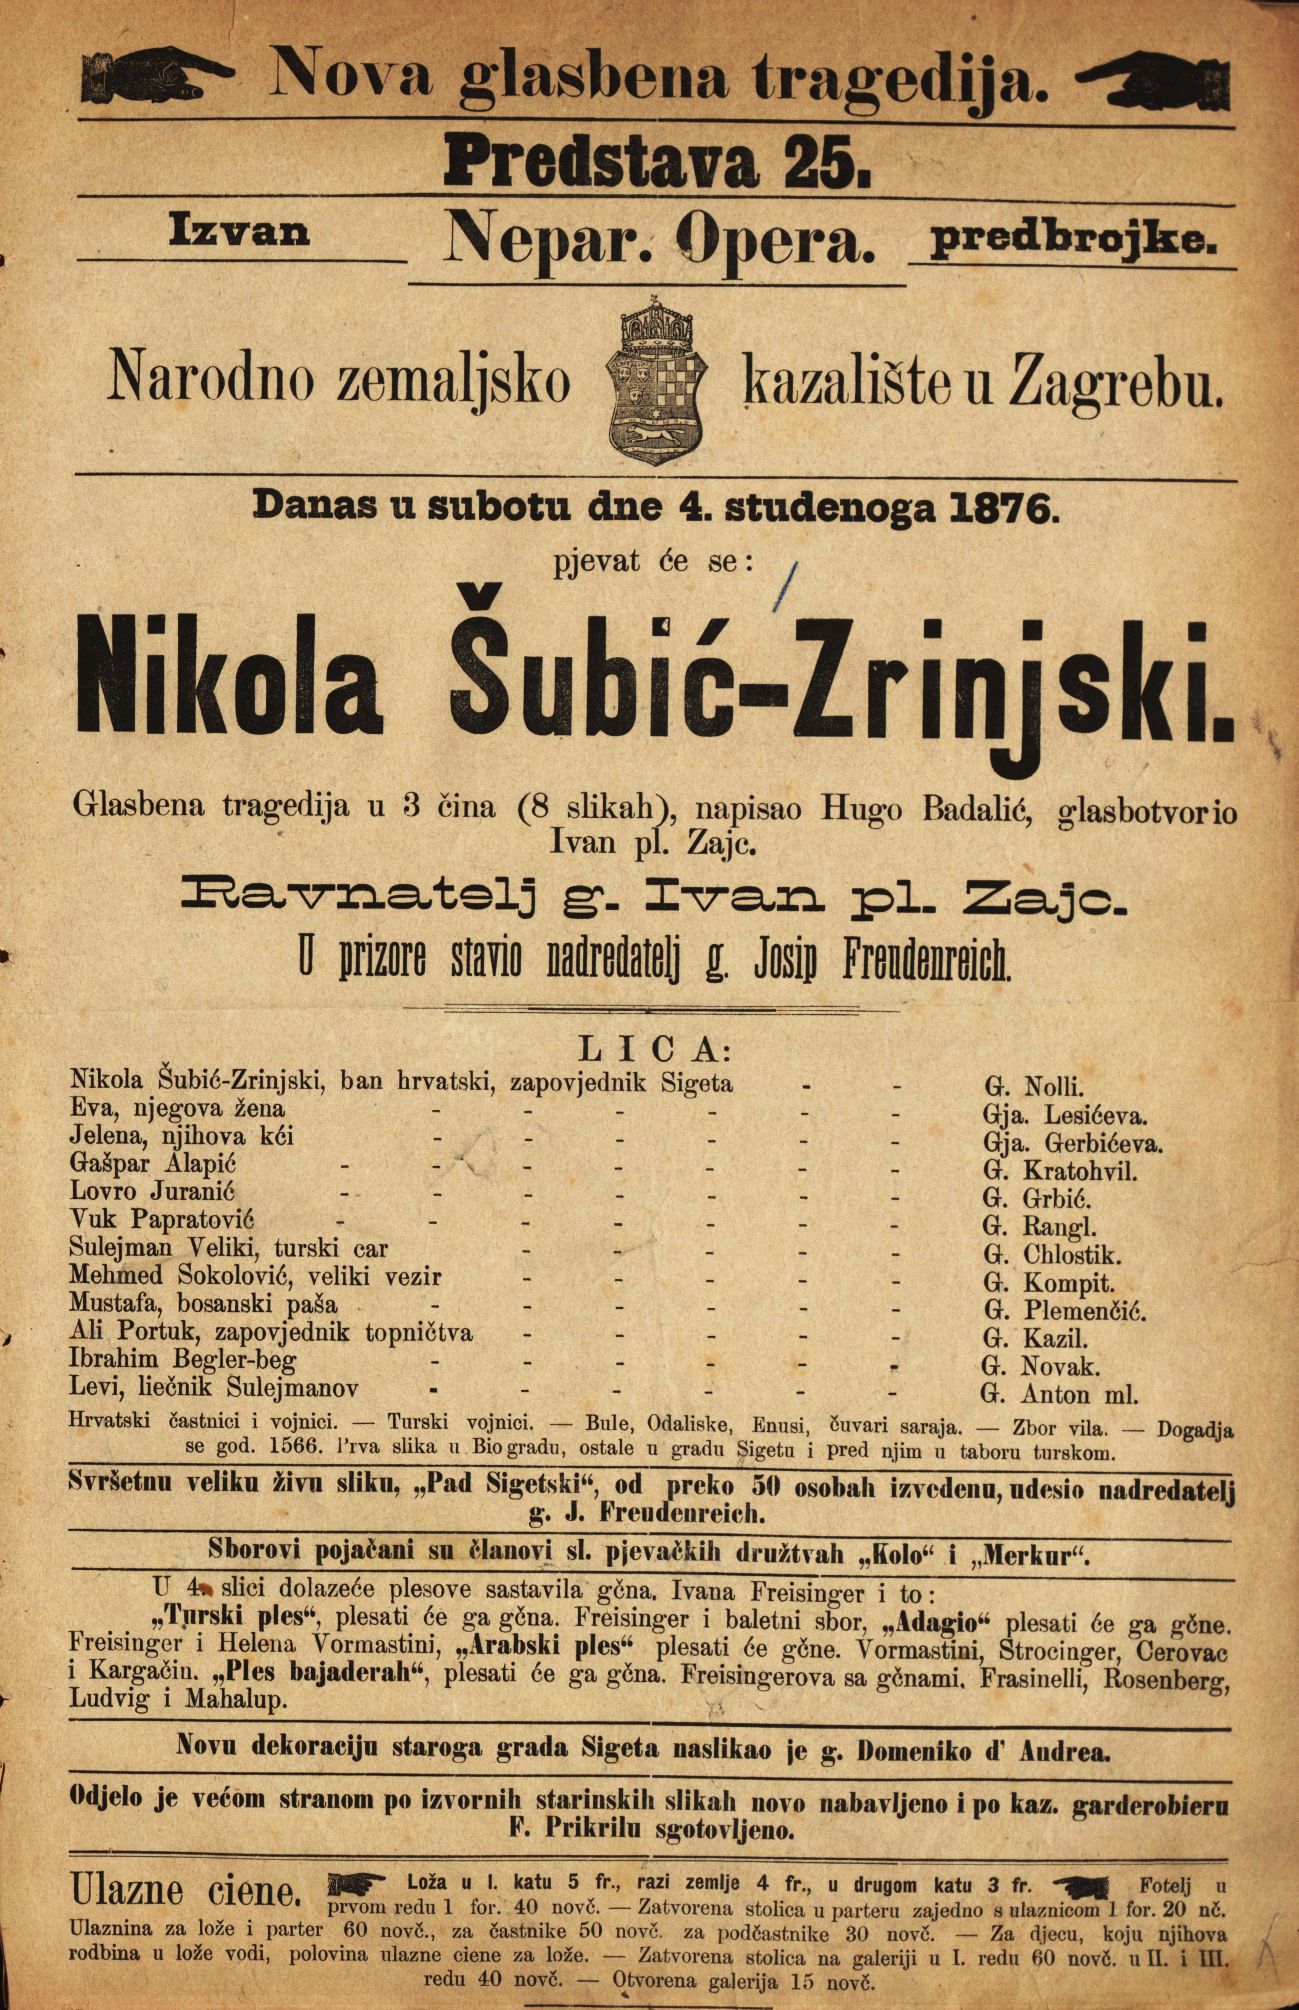 Nova glasbena tragedija.
Predstava 25.
Izvan Nepar. Opera. predbrojke.
Narodno zemaljsko kazalište u Zagrebu.
Danas u subotu dne 4. studenoga 1876.
pjevat će se:
Nikola Šubić-Zrinjski.
Glasbena tragedija u 3 čina (8 slikah), napisao Hugo Badalić, glasbotvorio
Ivan pl. Zajc.
Ravnatelj g. Ivan pl. Zajc.
U prizore stavio nadredatelj g. Josip Freudenreich.
LICA:
Nikola Šubić-Zrinjski, ban hrvatski, zapovjednik Sigeta - - G. Nolli.
Eva, njegova žena - - - - - - Gja. Lesićeva.
Jelena, njihova kći - - - - - - Gja. Gerbićeva.
Gašpar Alapić - - - - - - - G. Kratohvil.
Lovro Juranić - - - - - - - G. Grbić.
Vuk Papratović - - - - - - - G. Rangl.
Sulejman Veliki, turski car - - - - - G. Chlostik.
Mehmed Sokolović, veliki vezir - - - - - G. Kompit.
Mustafa, bosanski paša - - - - - - G. Plemenčić.
Ali Portuk, zapovjednik topničtva - - - - - G. Kazil.
Ibrahim Begler-beg - - - - - - G. Novak.
Levi, liečnik Sulejmanov - - - - - - G. Anton ml.
Hrvatski častnici i vojnici. — Turski vojnici. — Bule, Odaliske, Enusi, čuvari saraja. — Zbor vila. — Dogadja
se god. 1566. Prva slika u Biogradu, ostale u gradu Sigetu i pred njim u taboru turskom.
Svršetnu veliku živu sliku, „Pad Sigetski“, od preko 50 osobah izvedenu, udesio nadredatelj
g. J. Freudenreich.
Sborovi pojačani su članovi sl. pjevačkih družtvah „Kolo“ i „Merkur“.
U 4. slici dolazeće plesove sastavila gčna. Ivana Freisinger i to:
„Turski ples“, plesati će ga gčna. Freisinger i baletni sbor, „Adagio“ plesati će ga gčne.
Freisinger i Helena Vormastini, „Arabski ples“ plesati će gčne. Vormastini, Strocinger, Cerovac
i Kargačin. „Ples bajaderah“, plesati će ga gčna. Freisingerova sa gčnami. Frasinelli, Rosenberg,
Ludvig i Mahalup.
Novu dekoraciju staroga grada Sigeta naslikao je g. Domeniko d' Andrea.
Odjelo je većom stranom po izvornih starinskih slikah novo nabavljeno i po kaz. garderobieru
F. Prikrilu sgotovljeno.
Ulazne ciene. Loža u I. katu 5 fr., razi zemlje 4 fr., u drugom katu 3 fr. Fotelj u
prvom redu 1 for. 40 novč. — Zatvorena stolica u parteru zajedno s ulaznicom 1 for. 20 nč.
Ulaznina za lože i parter 60 novč., za častnike 50 novč. za podčastnike 30 novč. — Za djecu, koju njihova
rodbina u lože vodi, polovina ulazne ciene za lože. — Zatvorena stolica na galeriji u I. redu 60 novč. u II. i III.
redu 40 novč. — Otvorena galerija 15 novč.